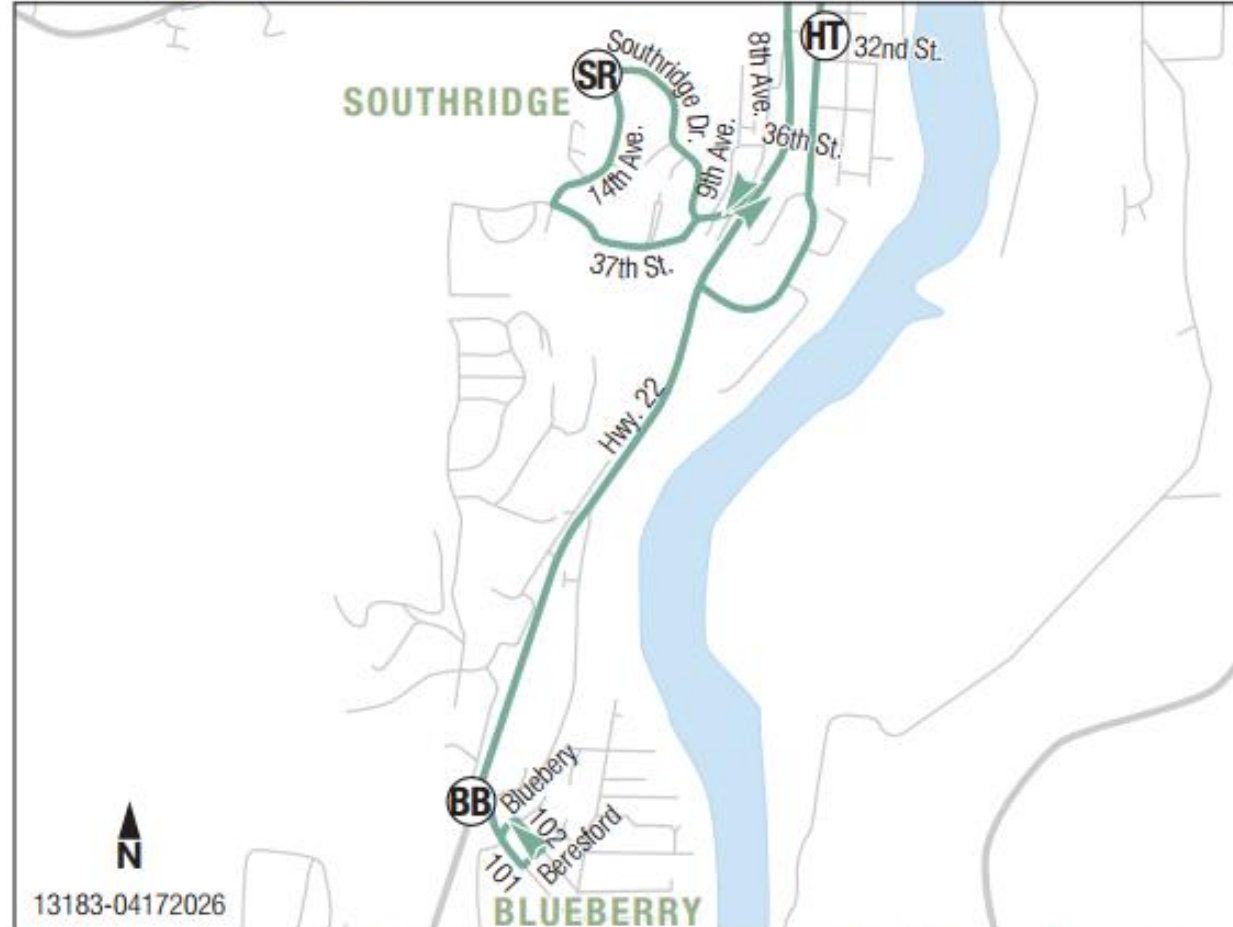 SR
Southridge Dr.
SOUTHRIDGE
14th Ave.
9th Ave.
8th Ave.
HT
32nd St.
36th St.
37th St.
Hwy. 22
BB
Bluebery
102
Beresford
101
BLUEBERRY
N
13183-04172026